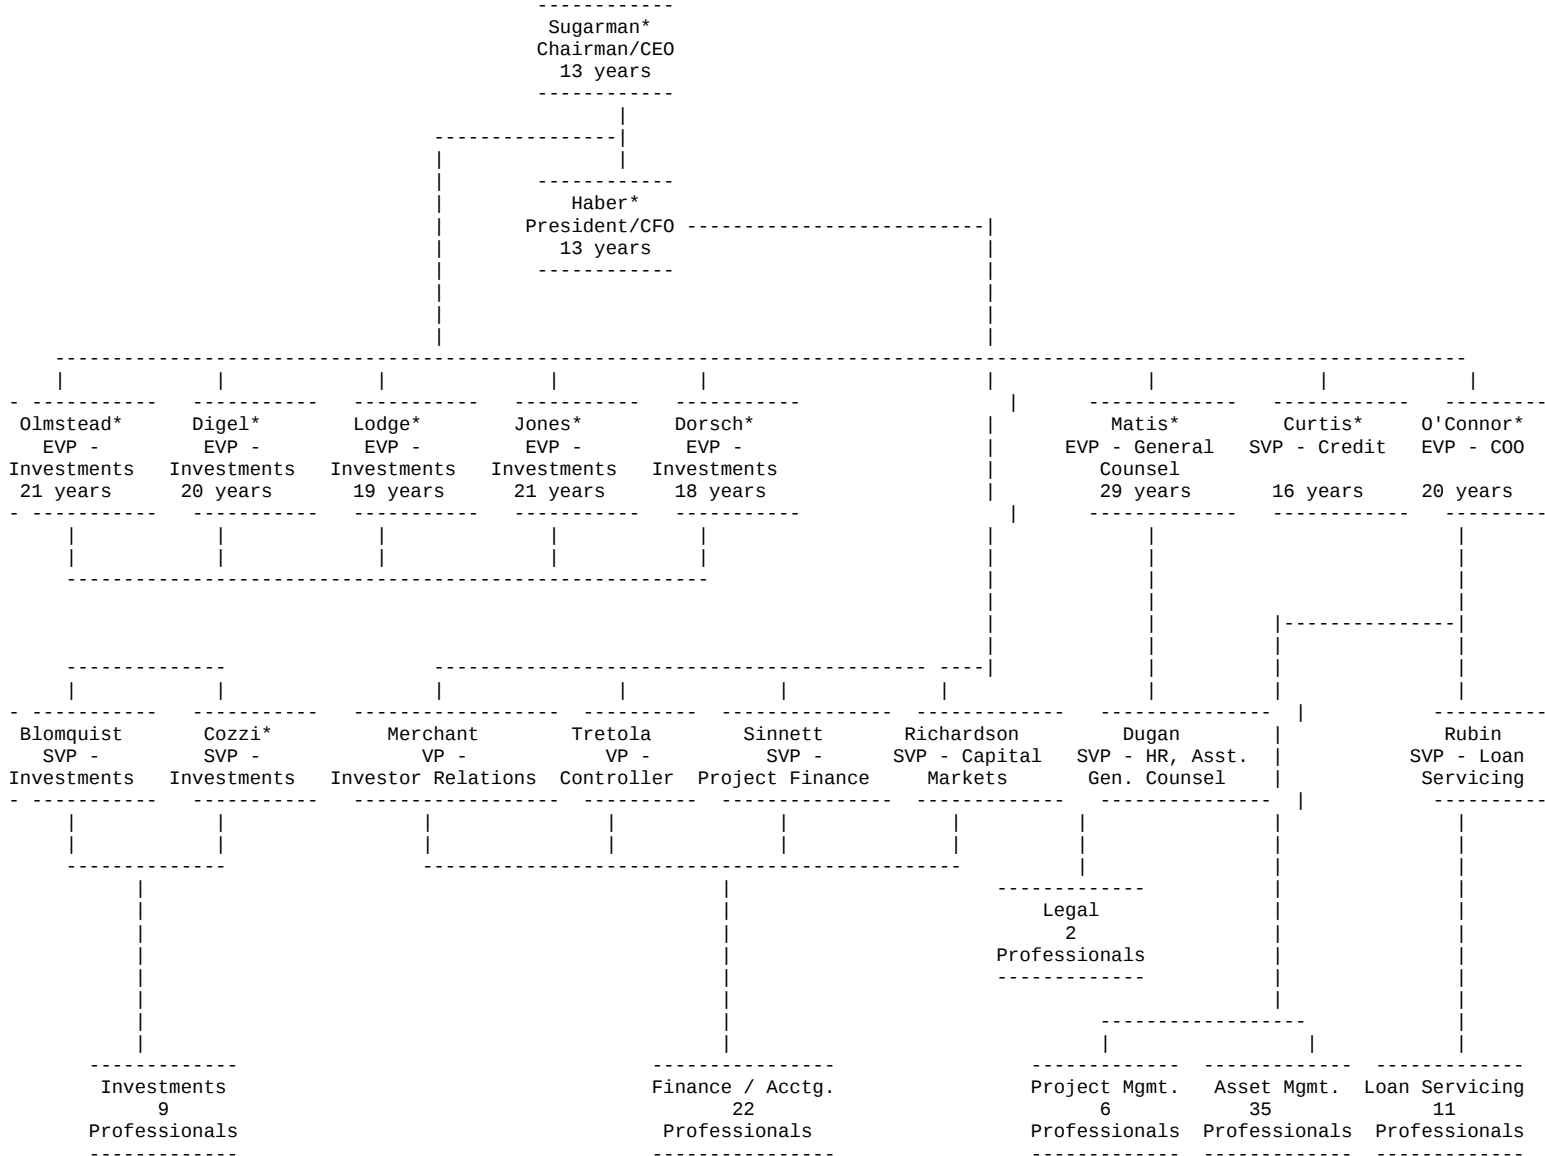 Sugarman*
Chairman/CEO
13 years
Haber*
President/CFO
13 years
Olmstead* Digel* Lodge* Jones* Dorsch* Matis* Curtis* O'Connor*
EVP - EVP - EVP - EVP - EVP - EVP - General SVP - Credit EVP - COO
Investments Investments Investments Investments Investments Counsel
21 years 20 years 19 years 21 years 18 years 29 years 16 years 20 years
Blomquist Cozzi* Merchant Tretola Sinnett Richardson Dugan Rubin
SVP - SVP - VP - VP - SVP - SVP - Capital SVP - HR, Asst. SVP - Loan
Investments Investments Investor Relations Controller Project Finance Markets Gen. Counsel Servicing
Legal
2
Professionals
Investments Finance / Acctg. Project Mgmt. Asset Mgmt. Loan Servicing
9 22 6 35 11
Professionals Professionals Professionals Professionals Professionals